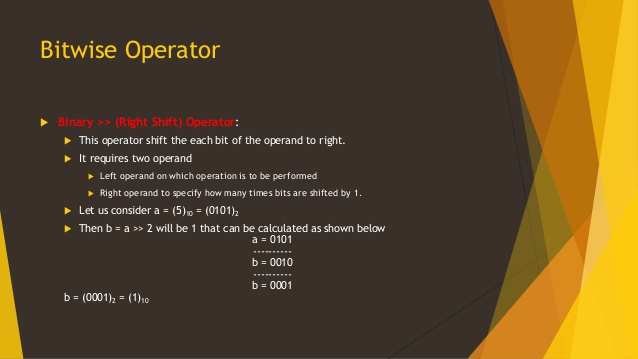 Bitwise Operator
Binary >> (Right Shift) Operator:
This operator shift the each bit of the operand to right.
It requires two operand
Left operand on which operation is to be performed
Right operand to specify how many times bits are shifted by 1.
Let us consider a = (5)₁₀ = (0101)₂
Then b = a >> 2 will be 1 that can be calculated as shown below
a = 0101
----------
b = 0010
----------
b = 0001
b = (0001)₂ = (1)₁₀